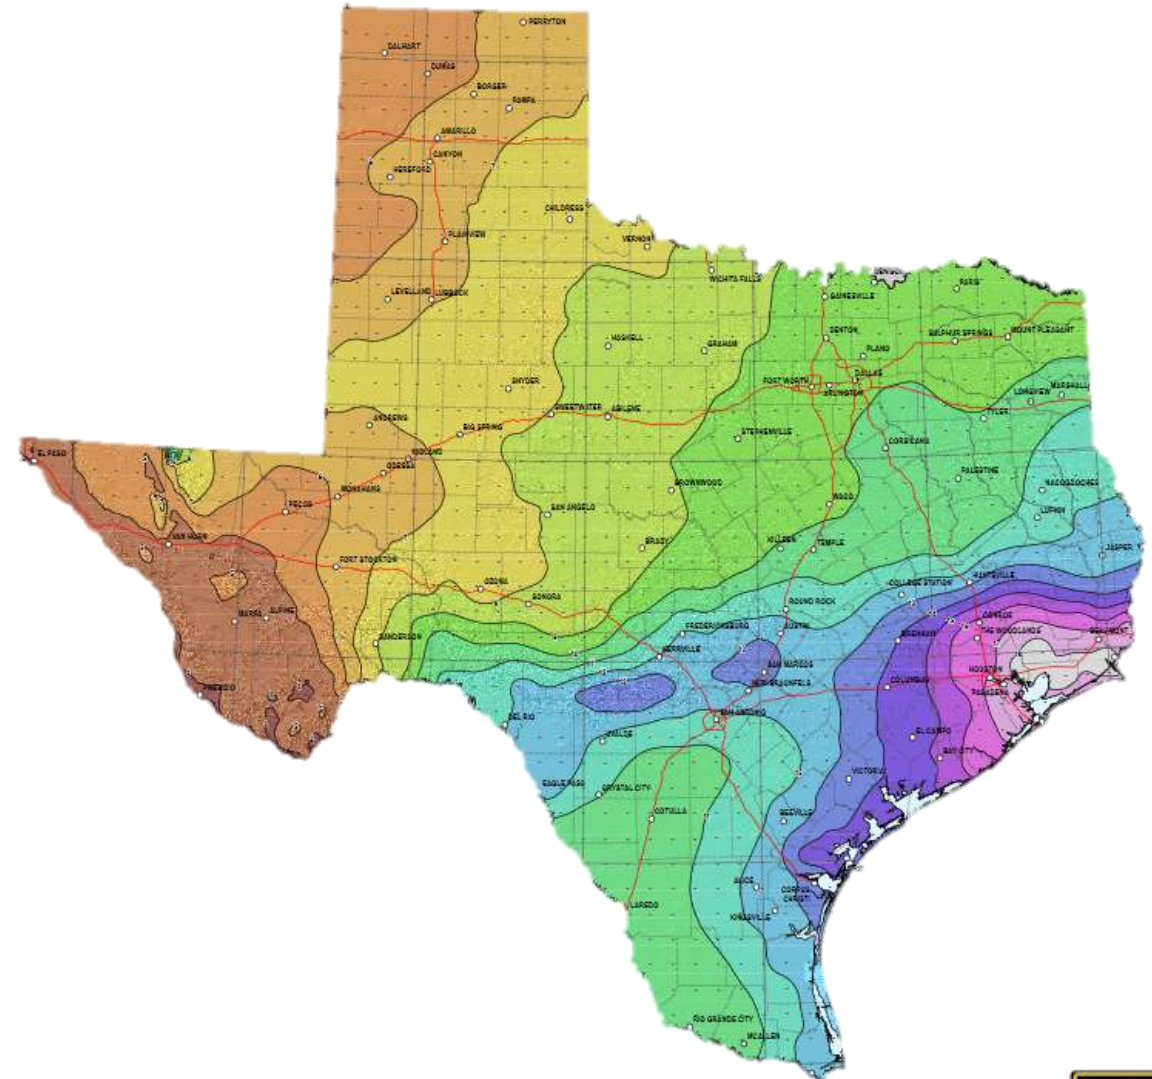 PERRYTON
DALHART
DUMAS
BORGER
PAMPA
AMARILLO
CANYON
HEREFORD
CHILDRESS
PLAINVIEW
VERNON
WICHITA FALLS
PARIS
LEVELLAND
LUBBOCK
GAINESVILLE
DENTON
SULPHUR SPRINGS
MOUNT PLEASANT
HASKELL
GRAHAM
PLANO
DALLAS
FORT WORTH
ARLINGTON
SNYDER
LONGVIEW
MARSHALL
SWEETWATER
ABILENE
TYLER
ANDREWS
BIG SPRING
STEPHENVILLE
CORSICANA
EL PASO
MIDLAND
ODESSA
PALESTINE
MONAHANS
BROWNWOOD
NACOGDOCHES
PECOS
WACO
SAN ANGELO
LUFKIN
VAN HORN
BRADY
KILLEEN
TEMPLE
JASPER
FORT STOCKTON
OZONA
COLLEGE STATION
HUNTSVILLE
SONORA
ROUND ROCK
MARFA
ALPINE
CONROE
FREDERICKSBURG
AUSTIN
BRENHAM
THE WOODLANDS
BEAUMONT
SANDERSON
KERRVILLE
SAN MARCOS
HOUSTON
NEW BRAUNFELS
COLUMBUS
PASADENA
PRESIDIO
SAN ANTONIO
DEL RIO
UVALDE
EL CAMPO
BAY CITY
EAGLE PASS
CRYSTAL CITY
VICTORIA
COTULLA
BEEVILLE
ALICE
CORPUS
CHRISTI
LAREDO
KINGSVILLE
RIO GRANDE CITY
MCALLEN